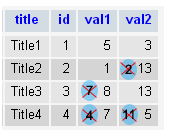 title id val1 val2
Title1 1 5 3
Title2 2 1 2 13
Title3 3 7 8 13
Title4 4 4 7 11 5